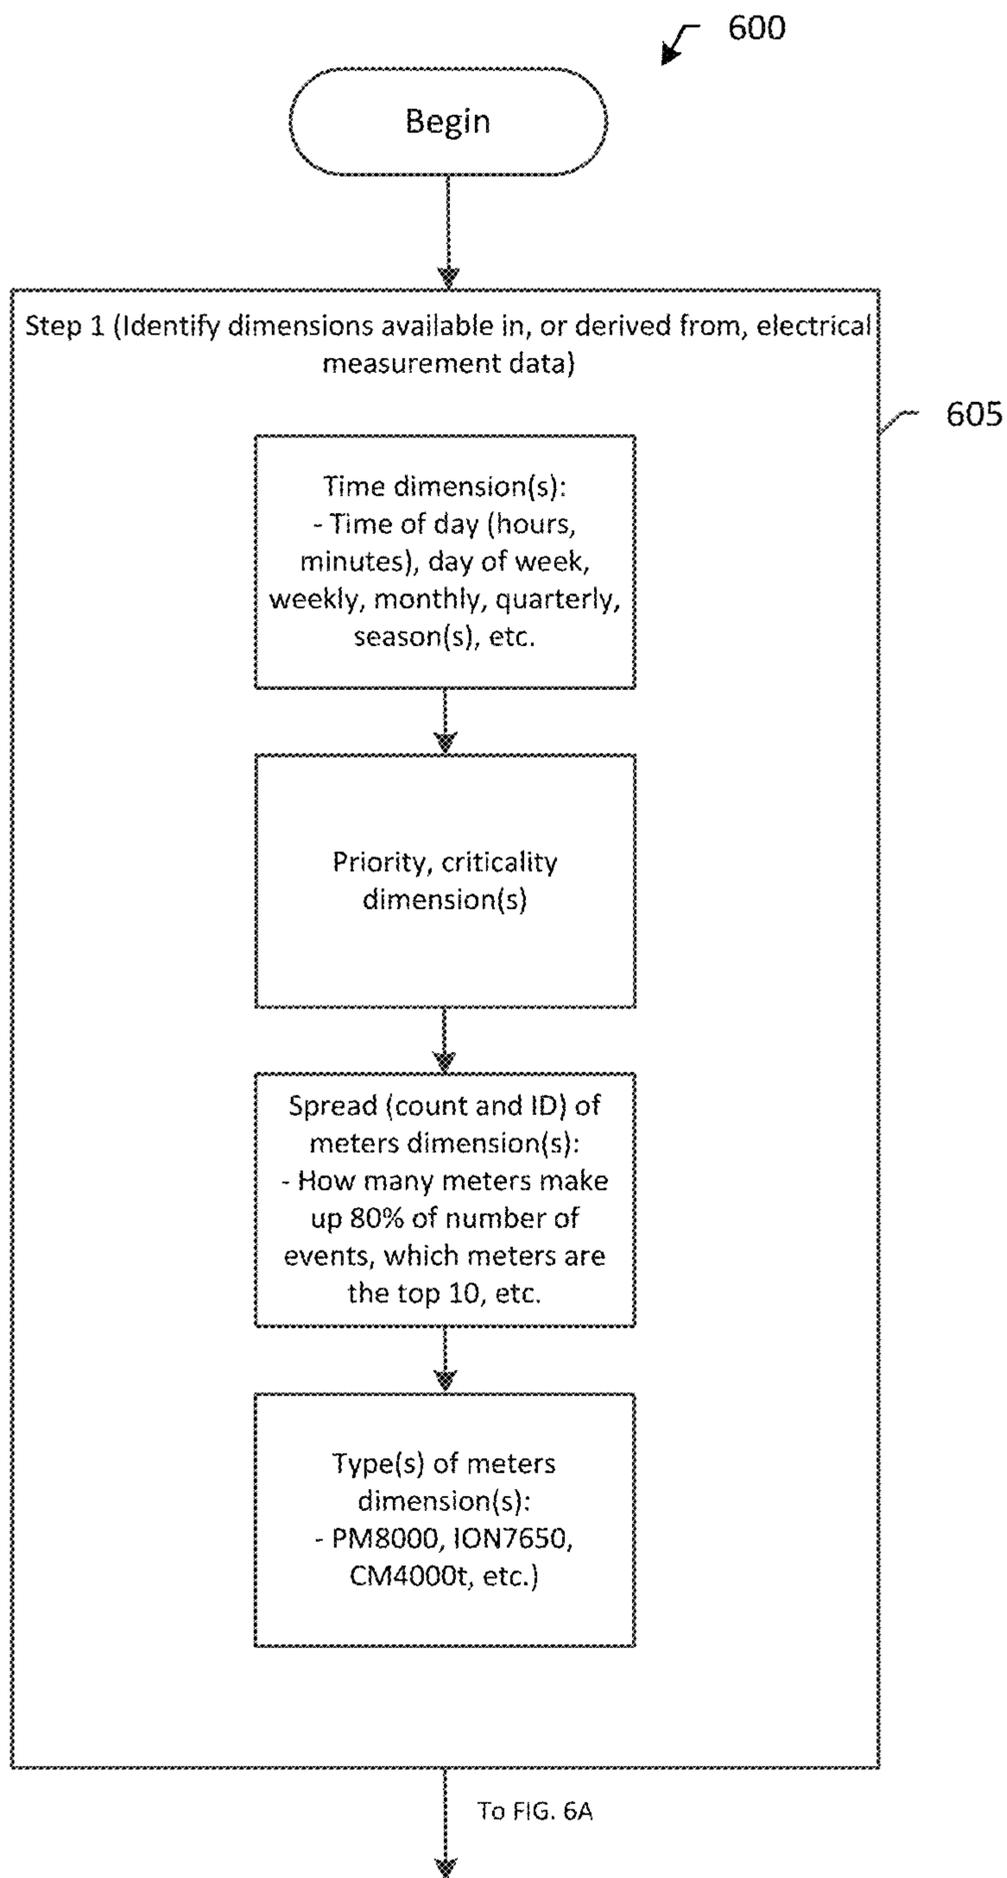 600
Begin
Step 1 (Identify dimensions available in, or derived from, electrical
measurement data)
605
Time dimension(s):
- Time of day (hours,
minutes), day of week,
weekly, monthly, quarterly,
season(s), etc.
Priority, criticality
dimension(s)
Spread (count and ID) of
meters dimension(s):
- How many meters make
up 80% of number of
events, which meters are
the top 10, etc.
Type(s) of meters
dimension(s):
- PM8000, ION7650,
CM4000t, etc.)
To FIG. 6A